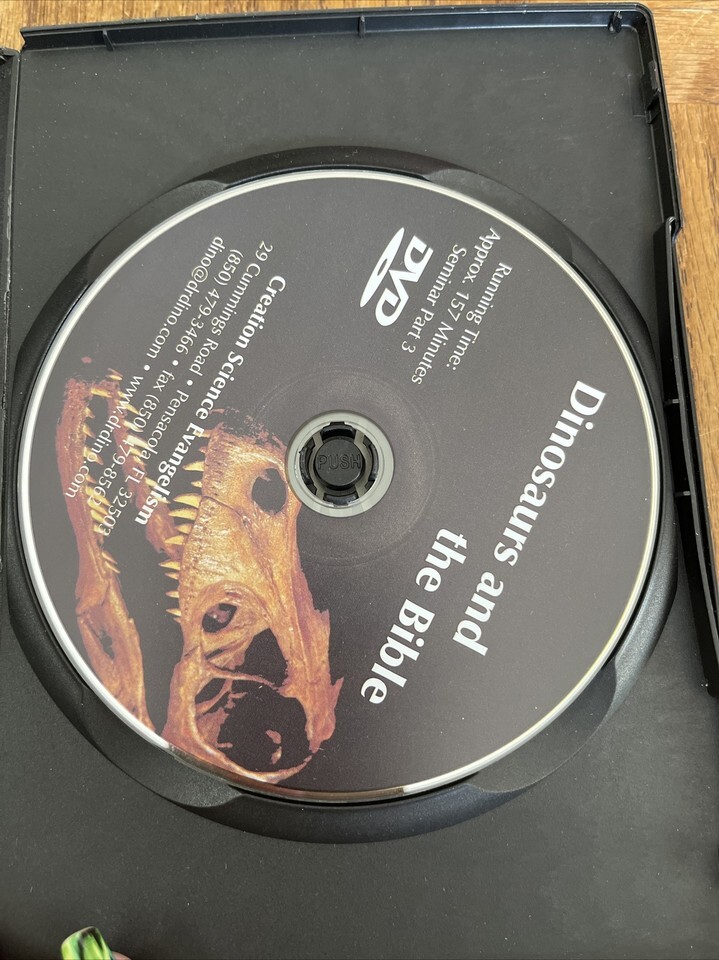 Dinosaurs and
the Bible
Running Time:
Approx. 157 Minutes
Seminar Part 3
DVD
PUSH
Creation Science Evangelism
29 Cummings Road • Pensacola, FL 32503
(850) 479-3466 • fax (850) 479-8562
dino@drdino.com • www.drdino.com